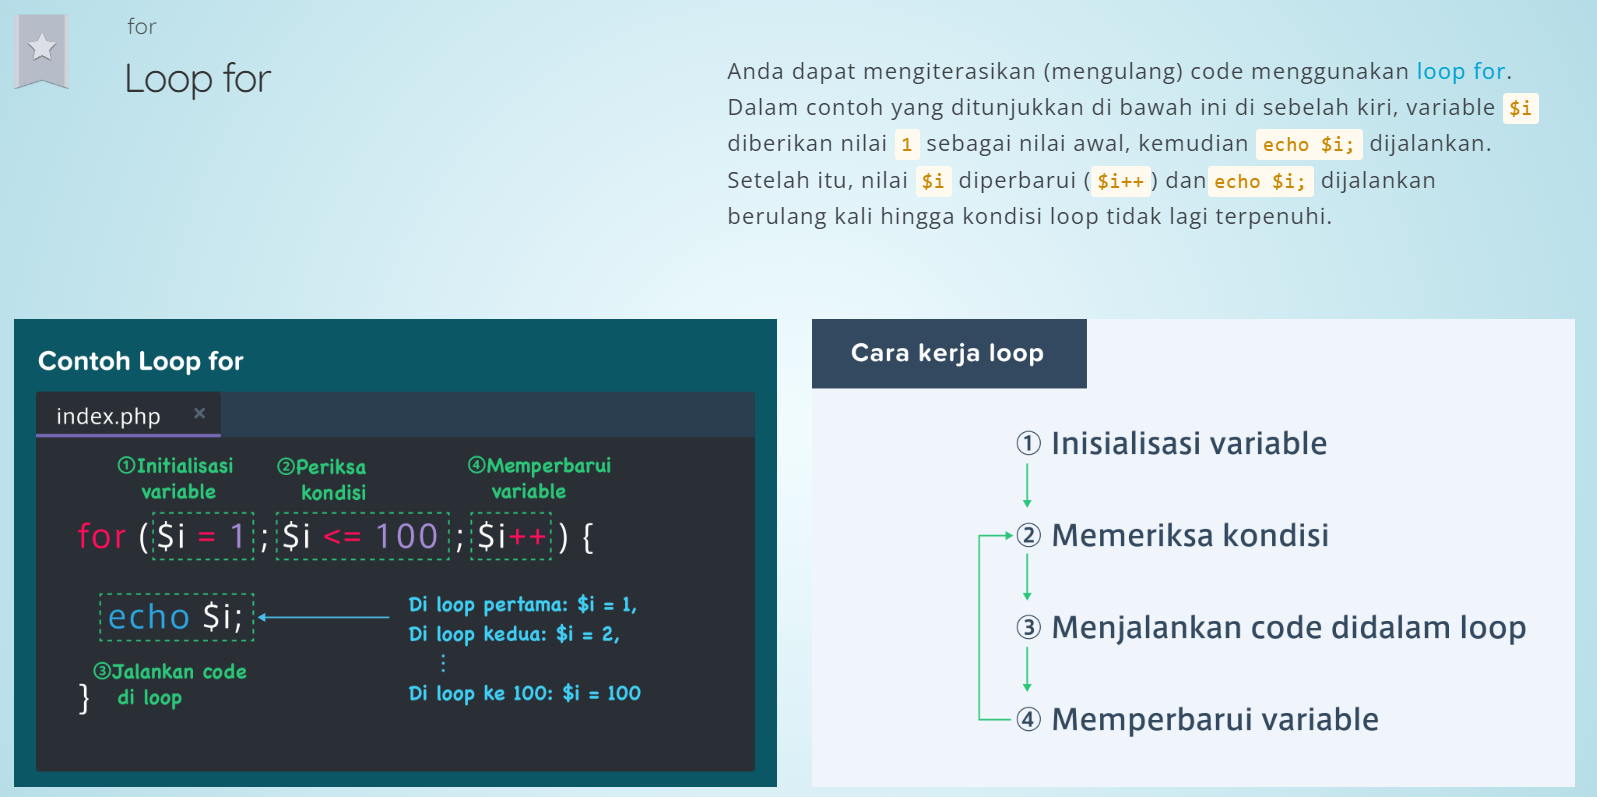 for
Loop for
Anda dapat mengiterasikan (mengulang) code menggunakan loop for.
Dalam contoh yang ditunjukkan di bawah ini di sebelah kiri, variable $i
diberikan nilai 1 sebagai nilai awal, kemudian echo $i; dijalankan.
Setelah itu, nilai $i diperbarui ($i++) dan echo $i; dijalankan
berulang kali hingga kondisi loop tidak lagi terpenuhi.
Contoh Loop for
index.php ×
①Initialisasi
variable
②Periksa
kondisi
④Memperbarui
variable
for ($i = 1; $i <= 100 ; $i++) {
echo $i;
③Jalankan code
di loop
}
Di loop pertama: $i = 1,
Di loop kedua: $i = 2,
⋮
Di loop ke 100: $i = 100
Cara kerja loop
① Inisialisasi variable
② Memeriksa kondisi
③ Menjalankan code didalam loop
④ Memperbarui variable